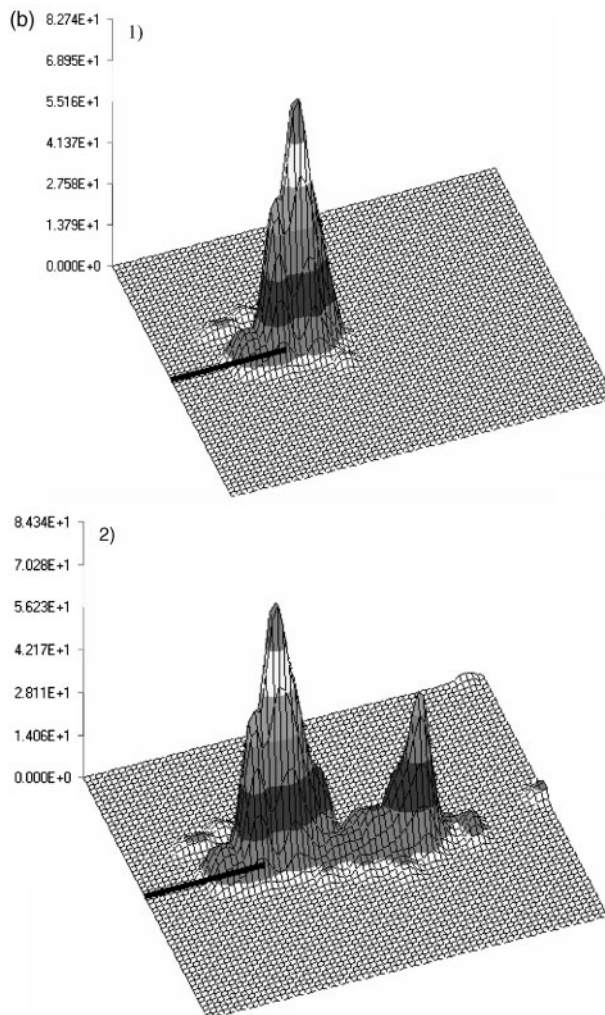 (b)
1)
8.274E+1
6.895E+1
5.516E+1
4.137E+1
2.758E+1
1.379E+1
0.000E+0
2)
8.434E+1
7.028E+1
5.623E+1
4.217E+1
2.811E+1
1.406E+1
0.000E+0